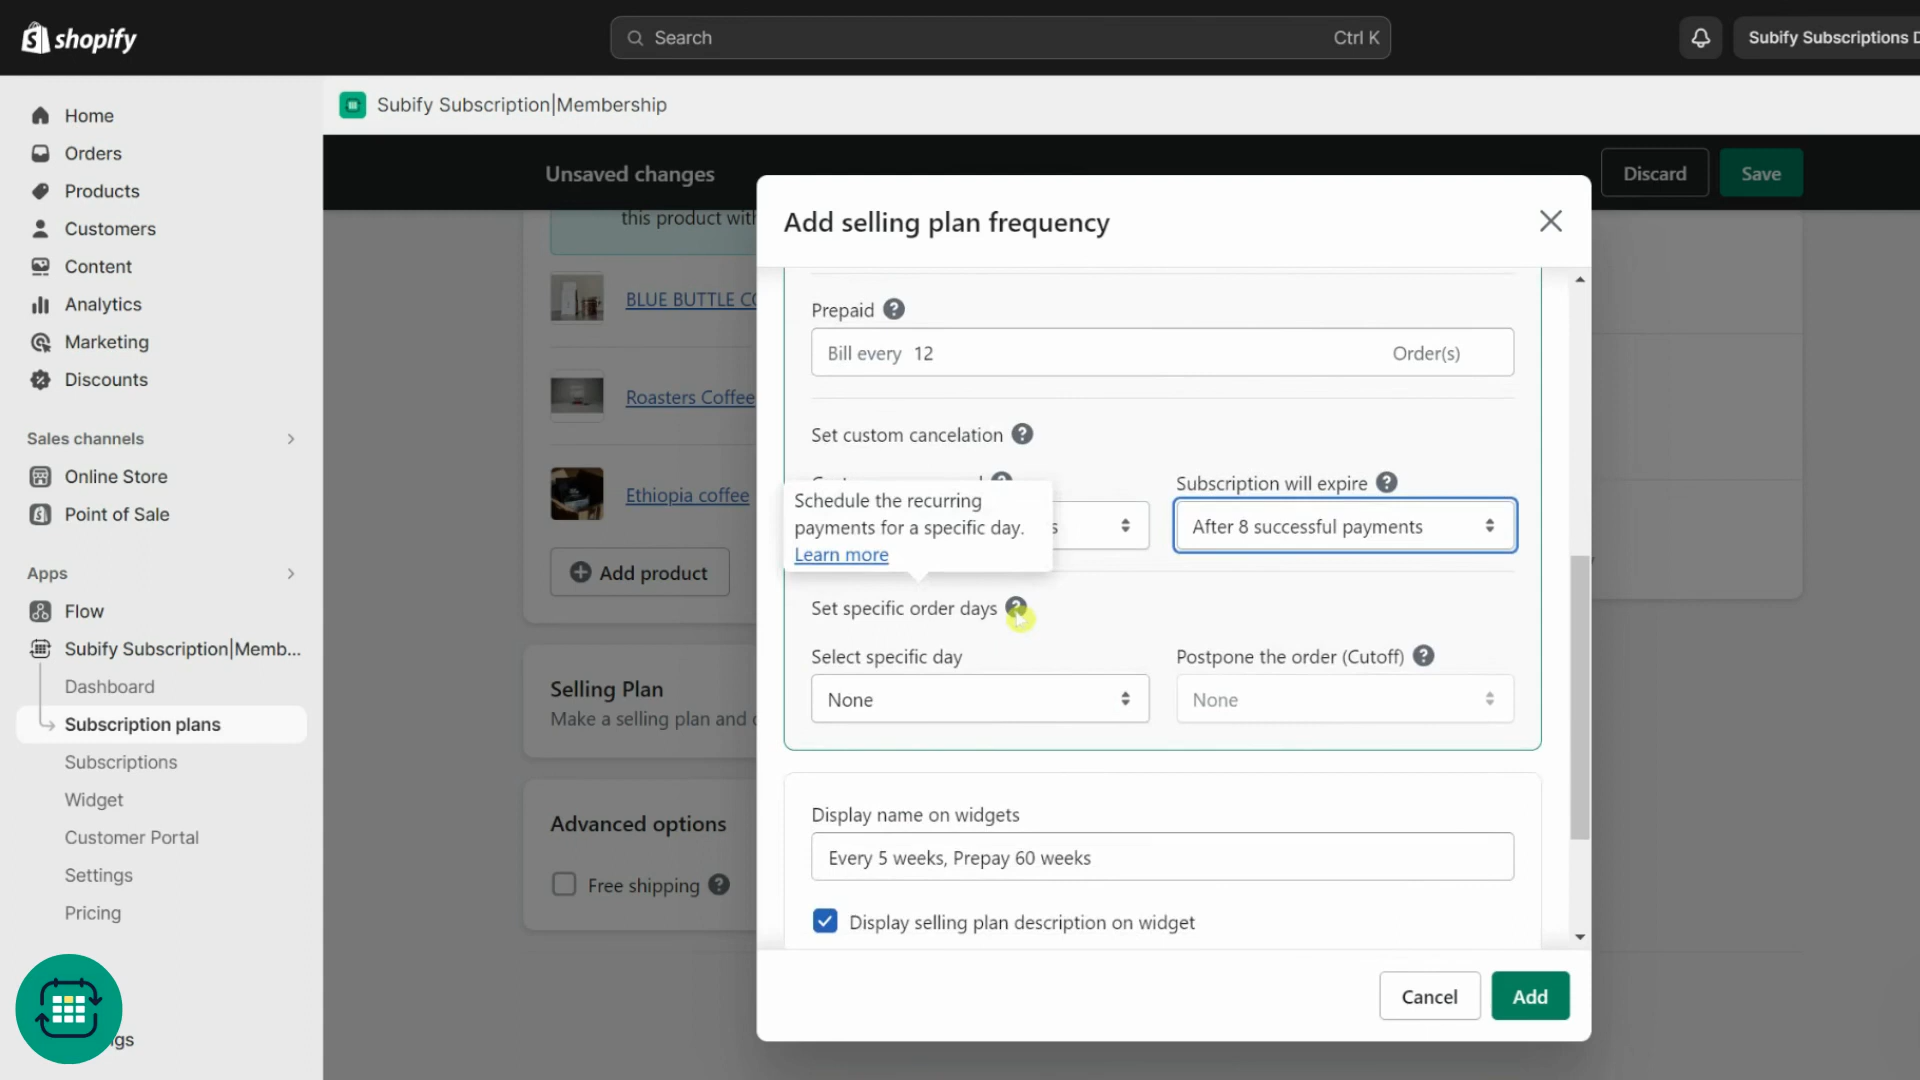 shopify
Search
Ctrl K
Subify Subscriptions D
Home
Orders
Products
Customers
Content
Analytics
Marketing
Discounts
Sales channels
Online Store
Point of Sale
Apps
Flow
Subify Subscription|Memb...
Dashboard
Subscription plans
Subscriptions
Widget
Customer Portal
Settings
Pricing
Subify Subscription|Membership
Unsaved changes
Discard
Save
this product with
BLUE BUTTLE CO
Roasters Coffee
Ethiopia coffee
Add product
Selling Plan
Make a selling plan and
Advanced options
Free shipping
Add selling plan frequency
Prepaid
Bill every 12 Order(s)
Set custom cancelation
Subscription will expire
After 8 successful payments
Schedule the recurring
payments for a specific day.
Learn more
Set specific order days
Select specific day
None
Postpone the order (Cutoff)
None
Display name on widgets
Every 5 weeks, Prepay 60 weeks
Display selling plan description on widget
Cancel
Add